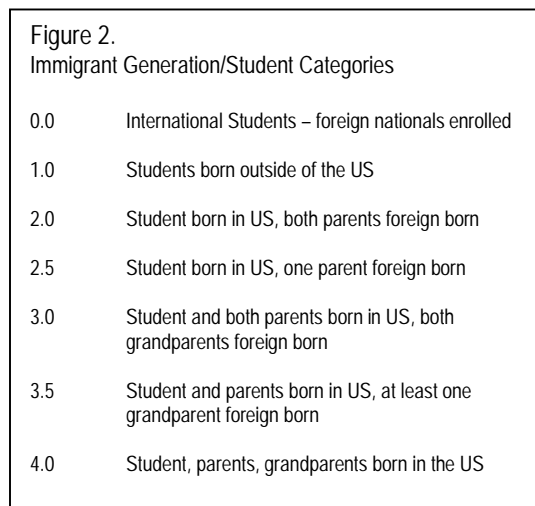 Figure 2.
Immigrant Generation/Student Categories
0.0 International Students – foreign nationals enrolled
1.0 Students born outside of the US
2.0 Student born in US, both parents foreign born
2.5 Student born in US, one parent foreign born
3.0 Student and both parents born in US, both
grandparents foreign born
3.5 Student and parents born in US, at least one
grandparent foreign born
4.0 Student, parents, grandparents born in the US